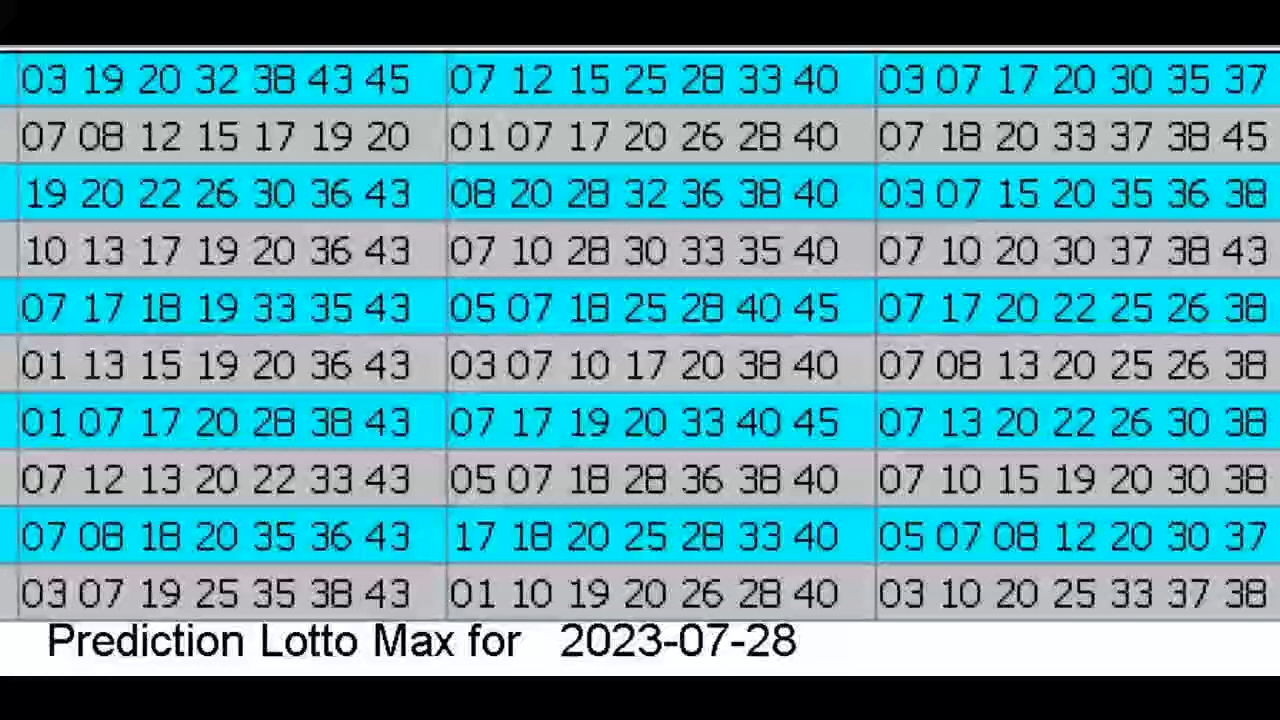 03 19 20 32 38 43 45 07 12 15 25 28 33 40 03 07 17 20 30 35 37
07 08 12 15 17 19 20 01 07 17 20 26 28 40 07 18 20 33 37 38 45
19 20 22 26 30 36 43 08 20 28 32 36 38 40 03 07 15 20 35 36 38
10 13 17 19 20 36 43 07 10 28 30 33 35 40 07 10 20 30 37 38 43
07 17 18 19 33 35 43 05 07 18 25 28 40 45 07 17 20 22 25 26 38
01 13 15 19 20 36 43 03 07 10 17 20 38 40 07 08 13 20 25 26 38
01 07 17 20 28 38 43 07 17 19 20 33 40 45 07 13 20 22 26 30 38
07 12 13 20 22 33 43 05 07 18 28 36 38 40 07 10 15 19 20 30 38
07 08 18 20 35 36 43 17 18 20 25 28 33 40 05 07 08 12 20 30 37
03 07 19 25 35 38 43 01 10 19 20 26 28 40 03 10 20 25 33 37 38
Prediction Lotto Max for 2023-07-28